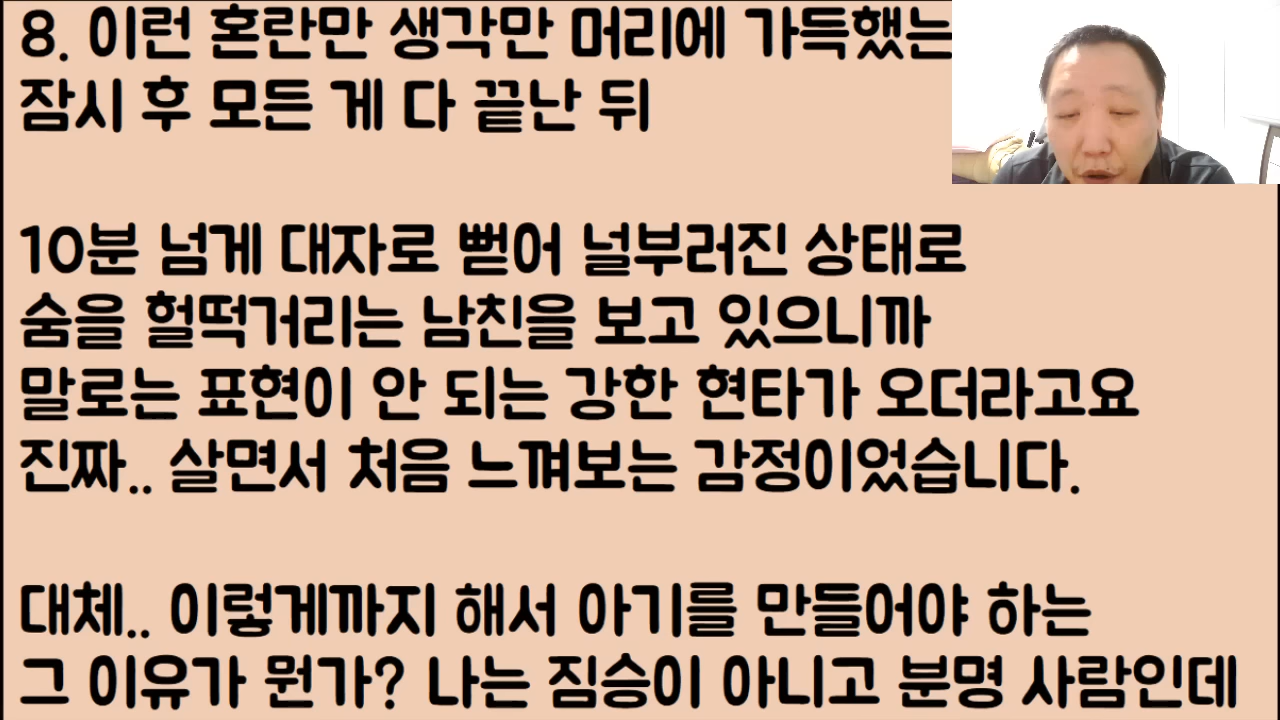 8. 이런 혼란만 생각만 머리에 가득했는
잠시 후 모든 게 다 끝난 뒤
10분 넘게 대자로 뻗어 널부러진 상태로
숨을 헐떡거리는 남친을 보고 있으니까
말로는 표현이 안 되는 강한 현타가 오더라고요
진짜.. 살면서 처음 느껴보는 감정이었습니다.
대체.. 이렇게까지 해서 아기를 만들어야 하는
그 이유가 뭔가? 나는 짐승이 아니고 분명 사람인데